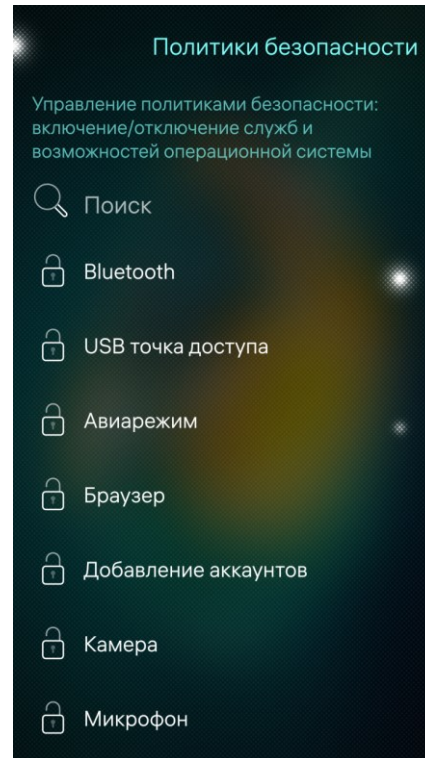 Политики безопасности
Управление политиками безопасности:
включение/отключение служб и
возможностей операционной системы
Поиск
Bluetooth
USB точка доступа
Авиарежим
Браузер
Добавление аккаунтов
Камера
Микрофон